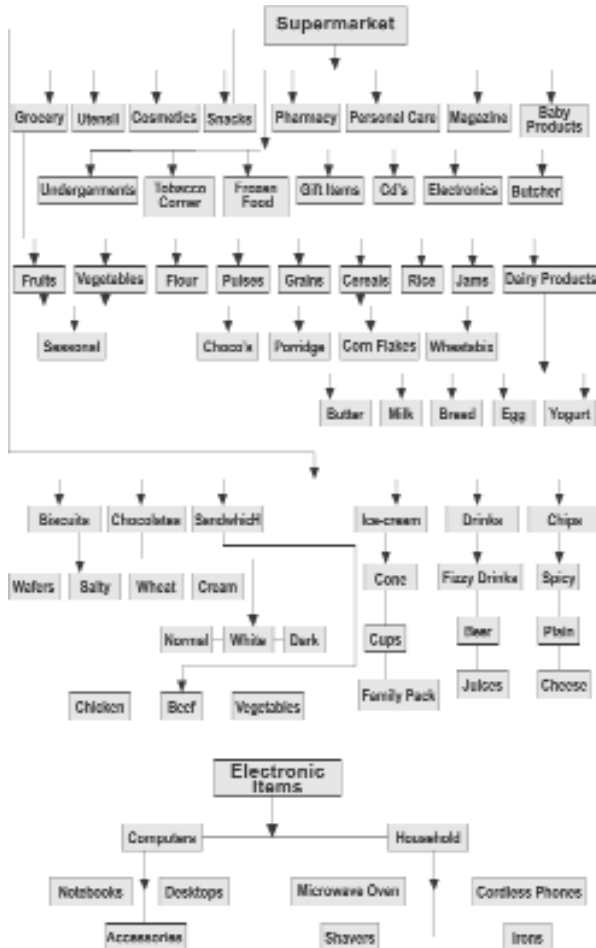 Supermarket
Grocery
Utensil
Cosmetics
Snacks
Pharmacy
Personal Care
Magazine
Baby
Products
Undergarments
Tobacco
Corner
Frozen
Food
Gift Items
Cd's
Electronics
Butcher
Fruits
Vegetables
Flour
Pulses
Grains
Cereals
Rice
Jams
Dairy Products
Seasonal
Choco's
Porridge
Corn Flakes
Wheatabix
Butter
Milk
Bread
Egg
Yogurt
Biscuits
Chocolates
Sandwhich
Ice-cream
Drinks
Chips
Wafers
Salty
Wheat
Cream
Cone
Fizzy Drinks
Spicy
Normal
White
Dark
Cups
Beer
Plain
Chicken
Beef
Vegetables
Family Pack
Juices
Cheese
Electronic
Items
Computers
Household
Notebooks
Desktops
Microwave Oven
Cordless Phones
Accessories
Shavers
Irons